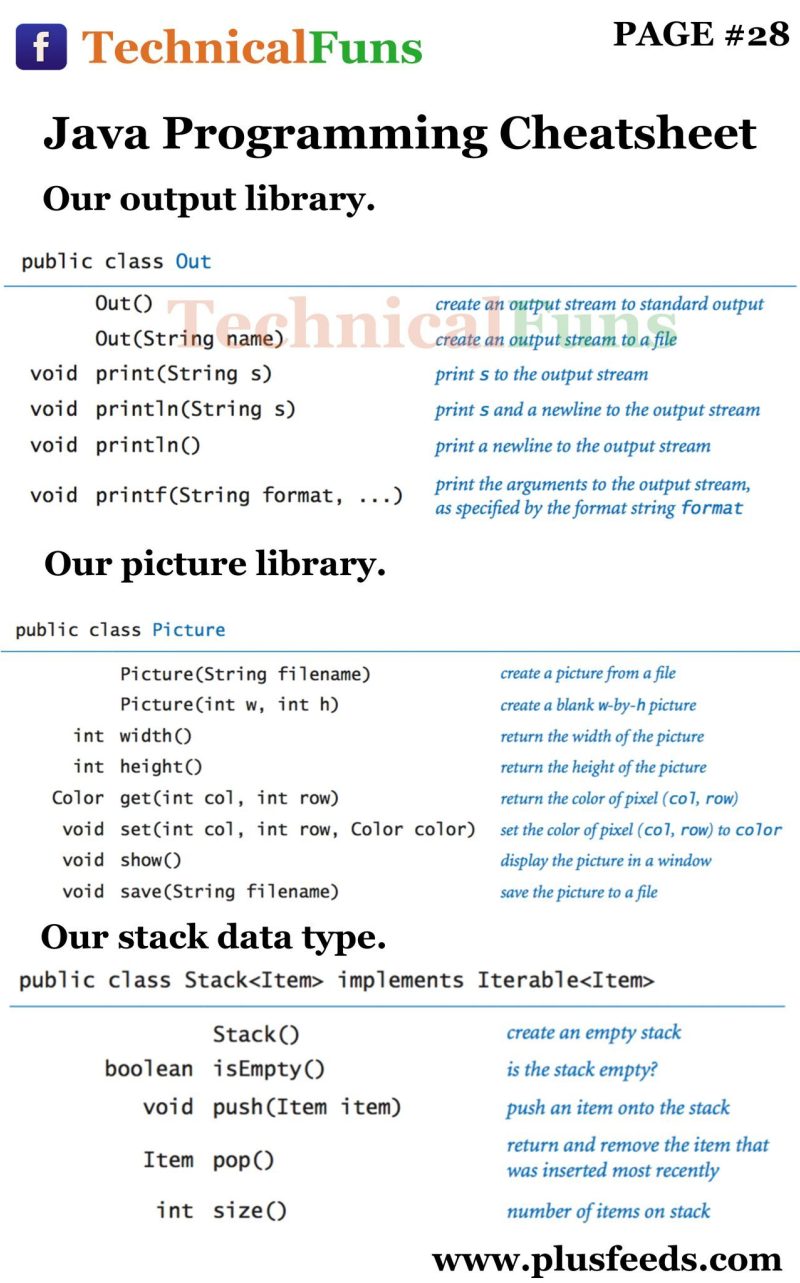 f TechnicalFuns
PAGE #28
Java Programming Cheatsheet
Our output library.
public class Out
Out() create an output stream to standard output
TechnicalFuns
Out(String name) create an output stream to a file
void print(String s) print s to the output stream
void println(String s) print s and a newline to the output stream
void println() print a newline to the output stream
void printf(String format, ...) print the arguments to the output stream,
as specified by the format string format
Our picture library.
public class Picture
Picture(String filename) create a picture from a file
Picture(int w, int h) create a blank w-by-h picture
int width() return the width of the picture
int height() return the height of the picture
Color get(int col, int row) return the color of pixel (col, row)
void set(int col, int row, Color color) set the color of pixel (col, row) to color
void show() display the picture in a window
void save(String filename) save the picture to a file
Our stack data type.
public class Stack<Item> implements Iterable<Item>
Stack() create an empty stack
boolean isEmpty() is the stack empty?
void push(Item item) push an item onto the stack
Item pop() return and remove the item that
was inserted most recently
int size() number of items on stack
www.plusfeeds.com